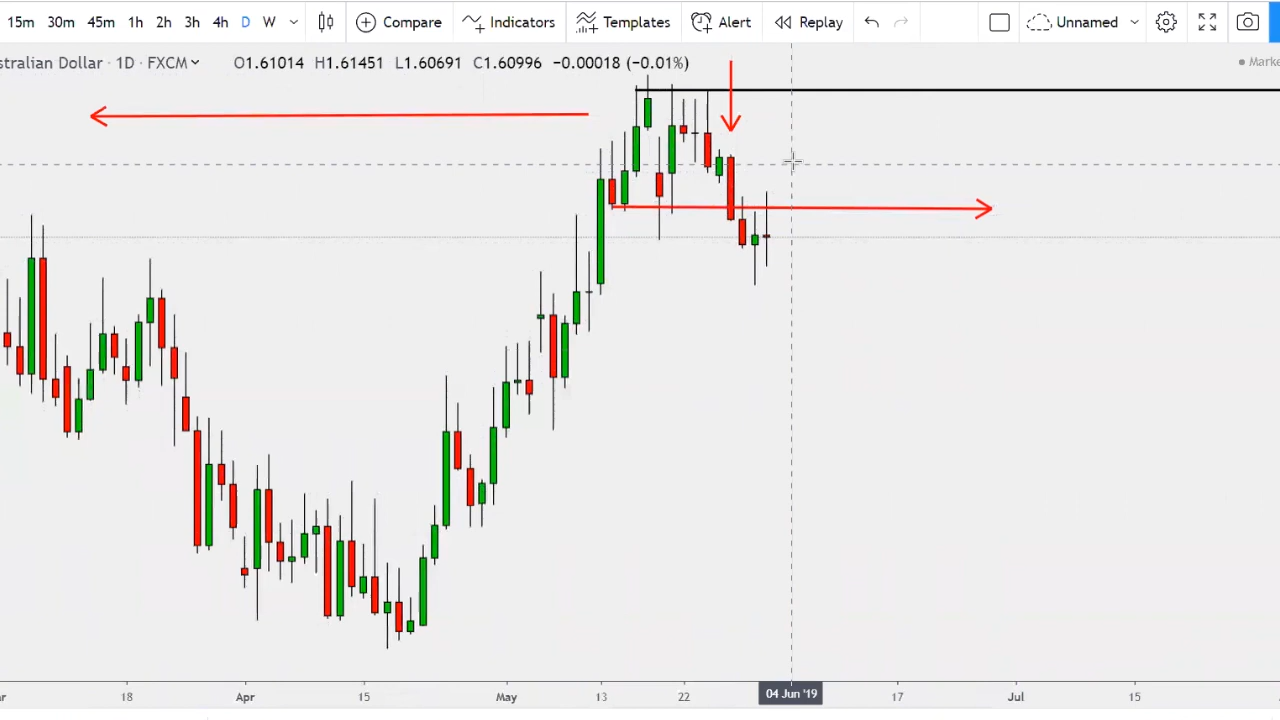 15m 30m 45m 1h 2h 3h 4h D W Compare Indicators Templates Alert Replay Unnamed
stralian Dollar · 1D · FXCM O1.61014 H1.61451 L1.60691 C1.60996 −0.00018 (−0.01%) Marke
18 Apr 15 May 13 22 04 Jun '19 17 Jul 15